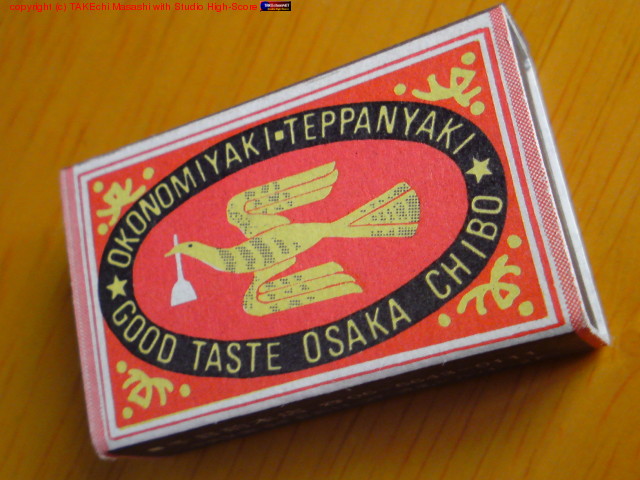 copyright (c) TAKEchi Masashi with Studio High-Score
OKONOMIYAKI▪TEPPANYAKI
★ GOOD TASTE OSAKA CHIBO ★